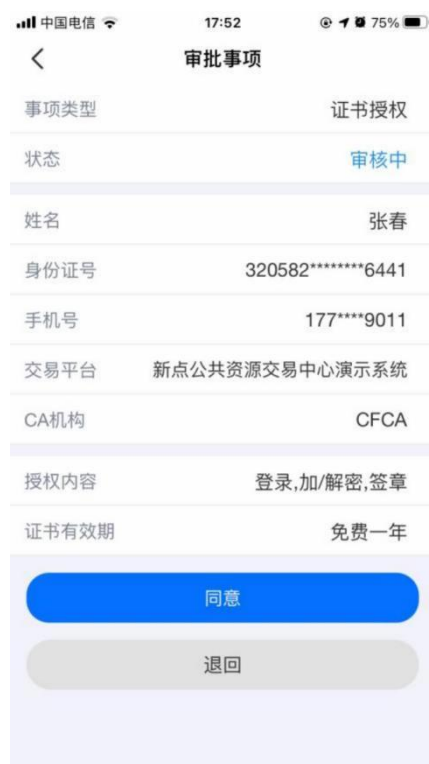 中国电信 17:52 75%
审批事项
事项类型 证书授权
状态 审核中
姓名 张春
身份证号 320582********6441
手机号 177****9011
交易平台 新点公共资源交易中心演示系统
CA机构 CFCA
授权内容 登录,加/解密,签章
证书有效期 免费一年
同意
退回